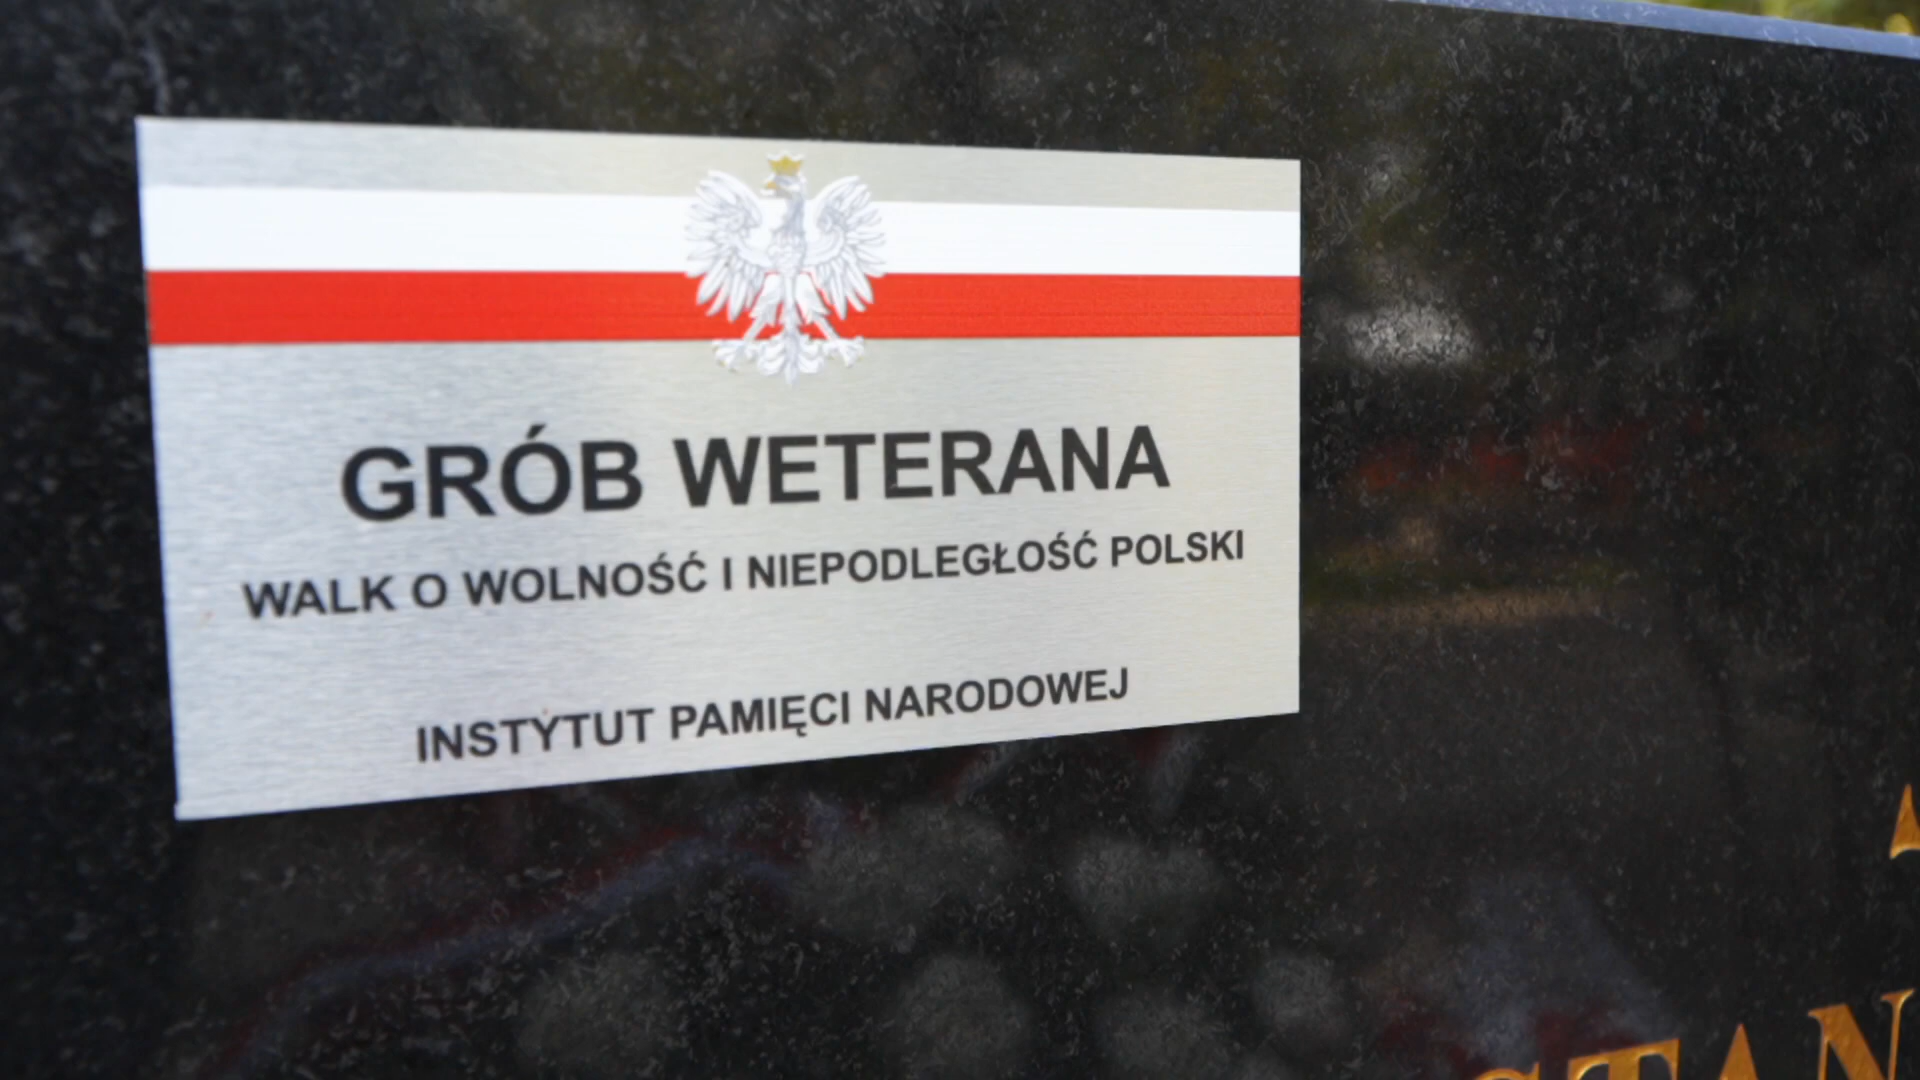 GRÓB WETERANA
WALK O WOLNOŚĆ I NIEPODLEGŁOŚĆ POLSKI
INSTYTUT PAMIĘCI NARODOWEJ